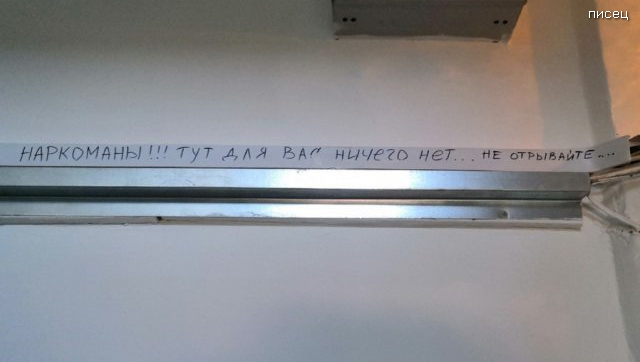 писец
НАРКОМАНЫ!!! ТУТ ДЛЯ ВАС НИЧЕГО НЕТ... НЕ ОТРЫВАЙТЕ....